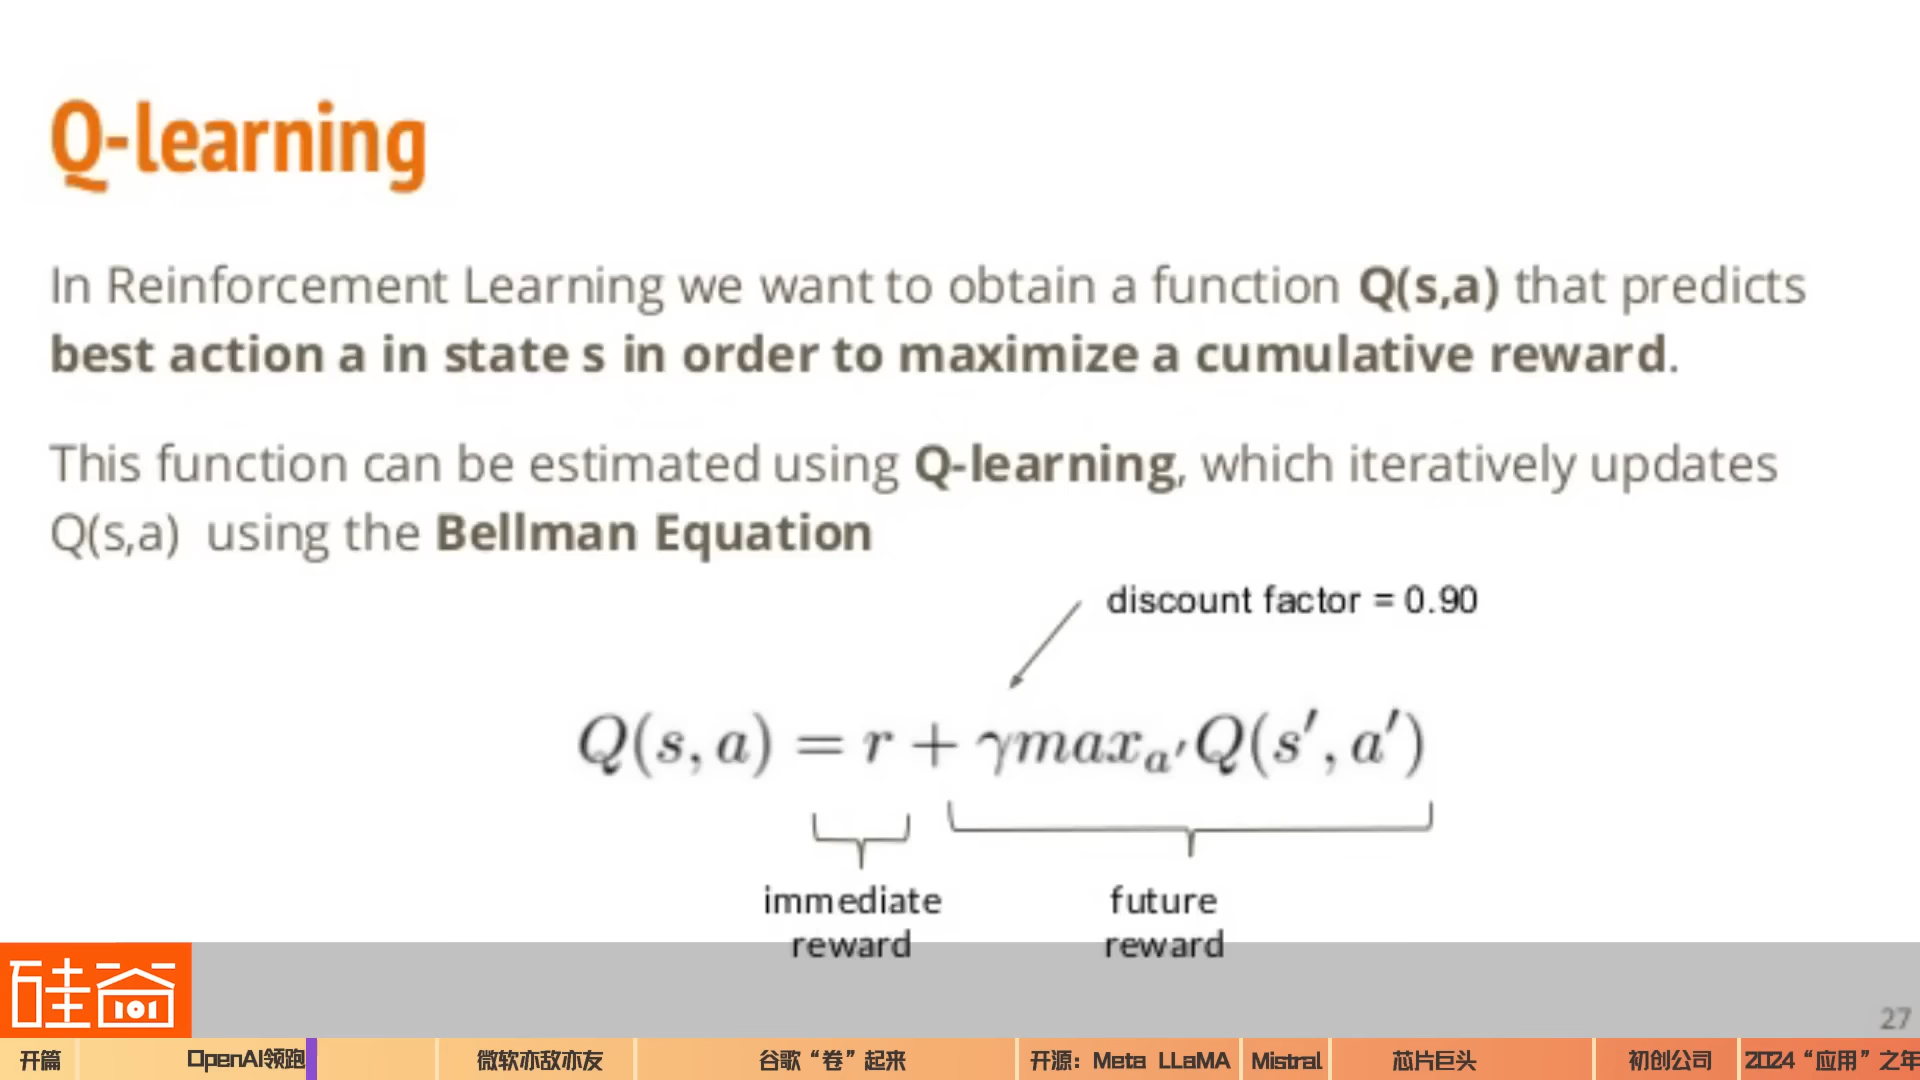 Q-learning
In Reinforcement Learning we want to obtain a function Q(s,a) that predicts
best action a in state s in order to maximize a cumulative reward.
This function can be estimated using Q-learning, which iteratively updates
Q(s,a) using the Bellman Equation
discount factor = 0.90
Q(s, a) = r + γmaxₐ′Q(s′, a′)
immediate
reward
future
reward
硅谷
101
27
开篇
OpenAI领跑
微软亦敌亦友
谷歌“卷”起来
开源：Meta LLaMA
Mistral
芯片巨头
初创公司
2024“应用”之年